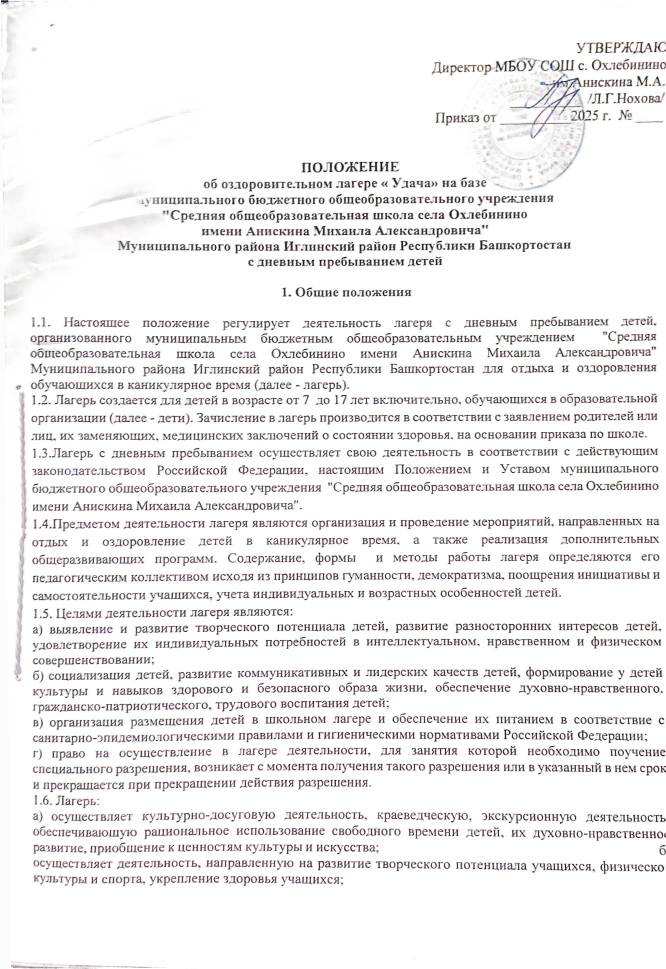 УТВЕРЖДАЮ
Директор МБОУ СОШ с. Охлебинино
им Анискина М.А.
/Л.Г.Нохова/
Приказ от __________ 2025 г. № ____
ПОЛОЖЕНИЕ
об оздоровительном лагере « Удача» на базе
муниципального бюджетного общеобразовательного учреждения
"Средняя общеобразовательная школа села Охлебинино
имени Анискина Михаила Александровича"
Муниципального района Иглинский район Республики Башкортостан
с дневным пребыванием детей
1. Общие положения
1.1. Настоящее положение регулирует деятельность лагеря с дневным пребыванием детей,
организованного муниципальным бюджетным общеобразовательным учреждением "Средняя
общеобразовательная школа села Охлебинино имени Анискина Михаила Александровича"
Муниципального района Иглинский район Республики Башкортостан для отдыха и оздоровления
обучающихся в каникулярное время (далее - лагерь).
1.2. Лагерь создается для детей в возрасте от 7 до 17 лет включительно, обучающихся в образовательной
организации (далее - дети). Зачисление в лагерь производится в соответствии с заявлением родителей или
лиц, их заменяющих, медицинских заключений о состоянии здоровья, на основании приказа по школе.
1.3.Лагерь с дневным пребыванием осуществляет свою деятельность в соответствии с действующим
законодательством Российской Федерации, настоящим Положением и Уставом муниципального
бюджетного общеобразовательного учреждения "Средняя общеобразовательная школа села Охлебинино
имени Анискина Михаила Александровича".
1.4.Предметом деятельности лагеря являются организация и проведение мероприятий, направленных на
отдых и оздоровление детей в каникулярное время, а также реализация дополнительных
общеразвивающих программ. Содержание, формы и методы работы лагеря определяются его
педагогическим коллективом исходя из принципов гуманности, демократизма, поощрения инициативы и
самостоятельности учащихся, учета индивидуальных и возрастных особенностей детей.
1.5. Целями деятельности лагеря являются:
а) выявление и развитие творческого потенциала детей, развитие разносторонних интересов детей,
удовлетворение их индивидуальных потребностей в интеллектуальном, нравственном и физическом
совершенствовании;
б) социализация детей, развитие коммуникативных и лидерских качеств детей, формирование у детей
культуры и навыков здорового и безопасного образа жизни, обеспечение духовно-нравственного,
гражданско-патриотического, трудового воспитания детей;
в) организация размещения детей в школьном лагере и обеспечение их питанием в соответствие с
санитарно-эпидемиологическими правилами и гигиеническими нормативами Российской Федерации;
г) право на осуществление в лагере деятельности, для занятия которой необходимо поучение
специального разрешения, возникает с момента получения такого разрешения или в указанный в нем срок
и прекращается при прекращении действия разрешения.
1.6. Лагерь:
а) осуществляет культурно-досуговую деятельность, краеведческую, экскурсионную деятельность
обеспечивающую рациональное использование свободного времени детей, их духовно-нравственное
развитие, приобщение к ценностям культуры и искусства; б
осуществляет деятельность, направленную на развитие творческого потенциала учащихся, физическо
культуры и спорта, укрепление здоровья учащихся;